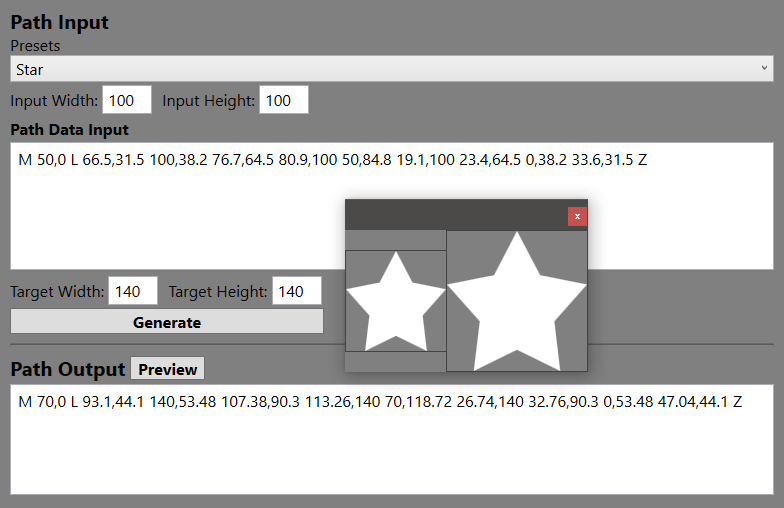 Path Input
Presets
Star
Input Width: 100 Input Height: 100
Path Data Input
M 50,0 L 66.5,31.5 100,38.2 76.7,64.5 80.9,100 50,84.8 19.1,100 23.4,64.5 0,38.2 33.6,31.5 Z
x
Target Width: 140 Target Height: 140
Generate
Path Output Preview
M 70,0 L 93.1,44.1 140,53.48 107.38,90.3 113.26,140 70,118.72 26.74,140 32.76,90.3 0,53.48 47.04,44.1 Z